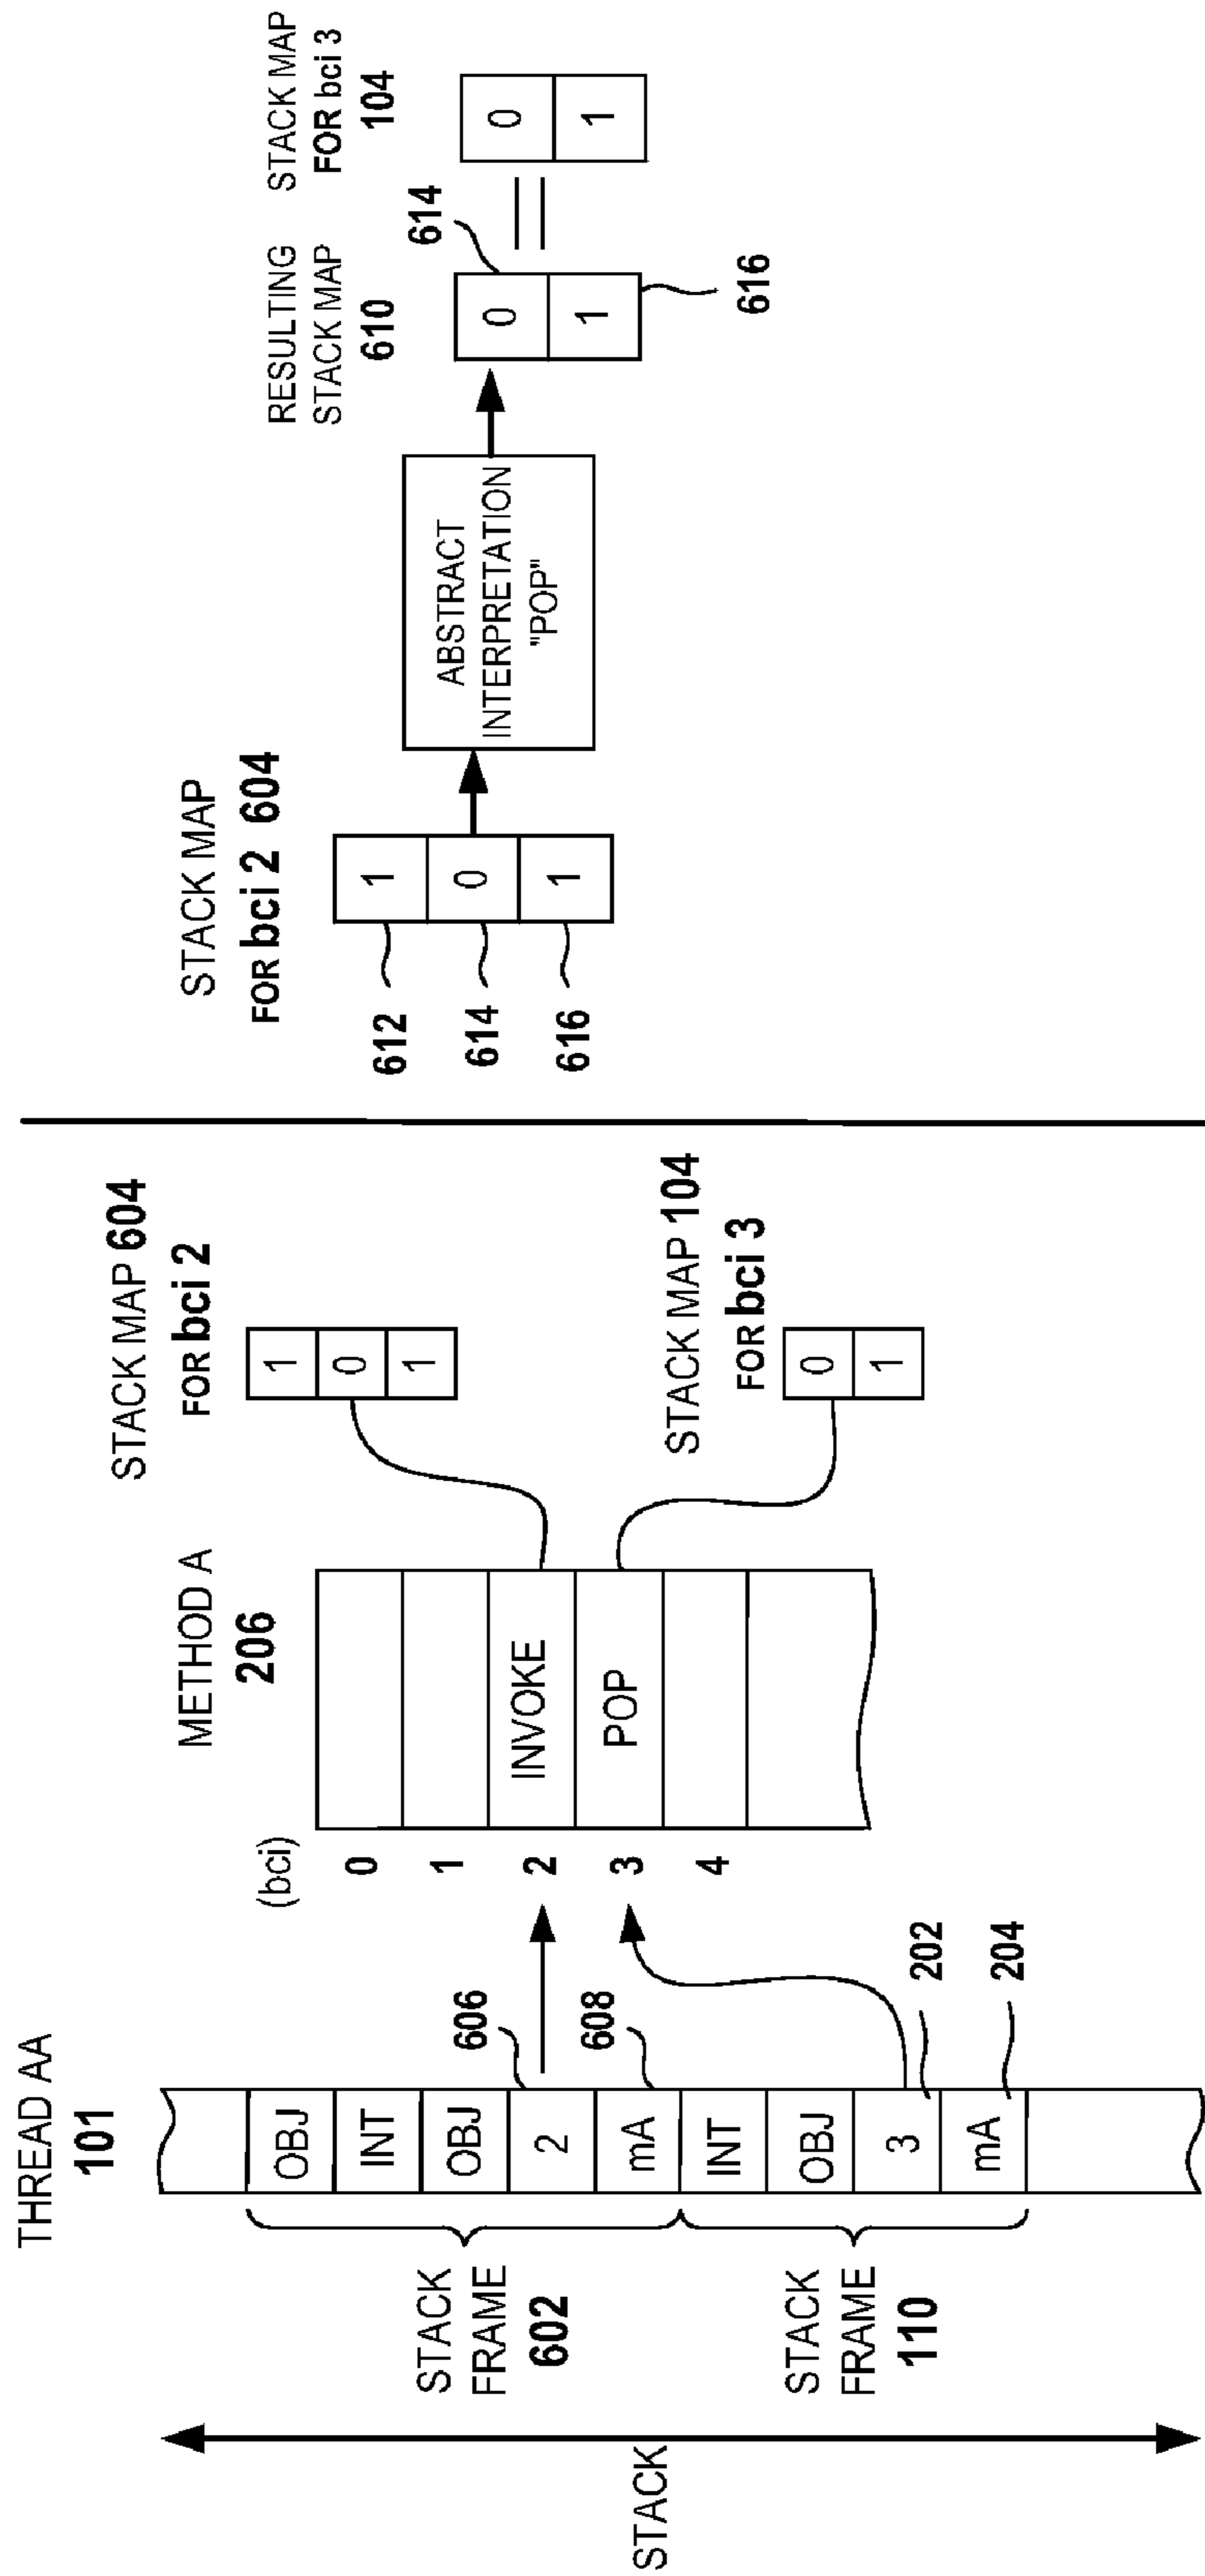 THREAD AA
101
STACK
STACK
FRAME
602
STACK
FRAME
110
OBJ
INT
OBJ
2
mA
INT
OBJ
3
mA
606
608
202
204
METHOD A
206
(bci)
0
1
2
3
4
INVOKE
POP
STACK MAP 604
FOR bci 2
1
0
1
STACK MAP 104
FOR bci 3
0
1
STACK MAP
FOR bci 2 604
1
0
1
612
614
616
ABSTRACT
INTERPRETATION
"POP"
RESULTING
STACK MAP
610
0
1
614
616
=
STACK MAP
FOR bci 3
104
0
1